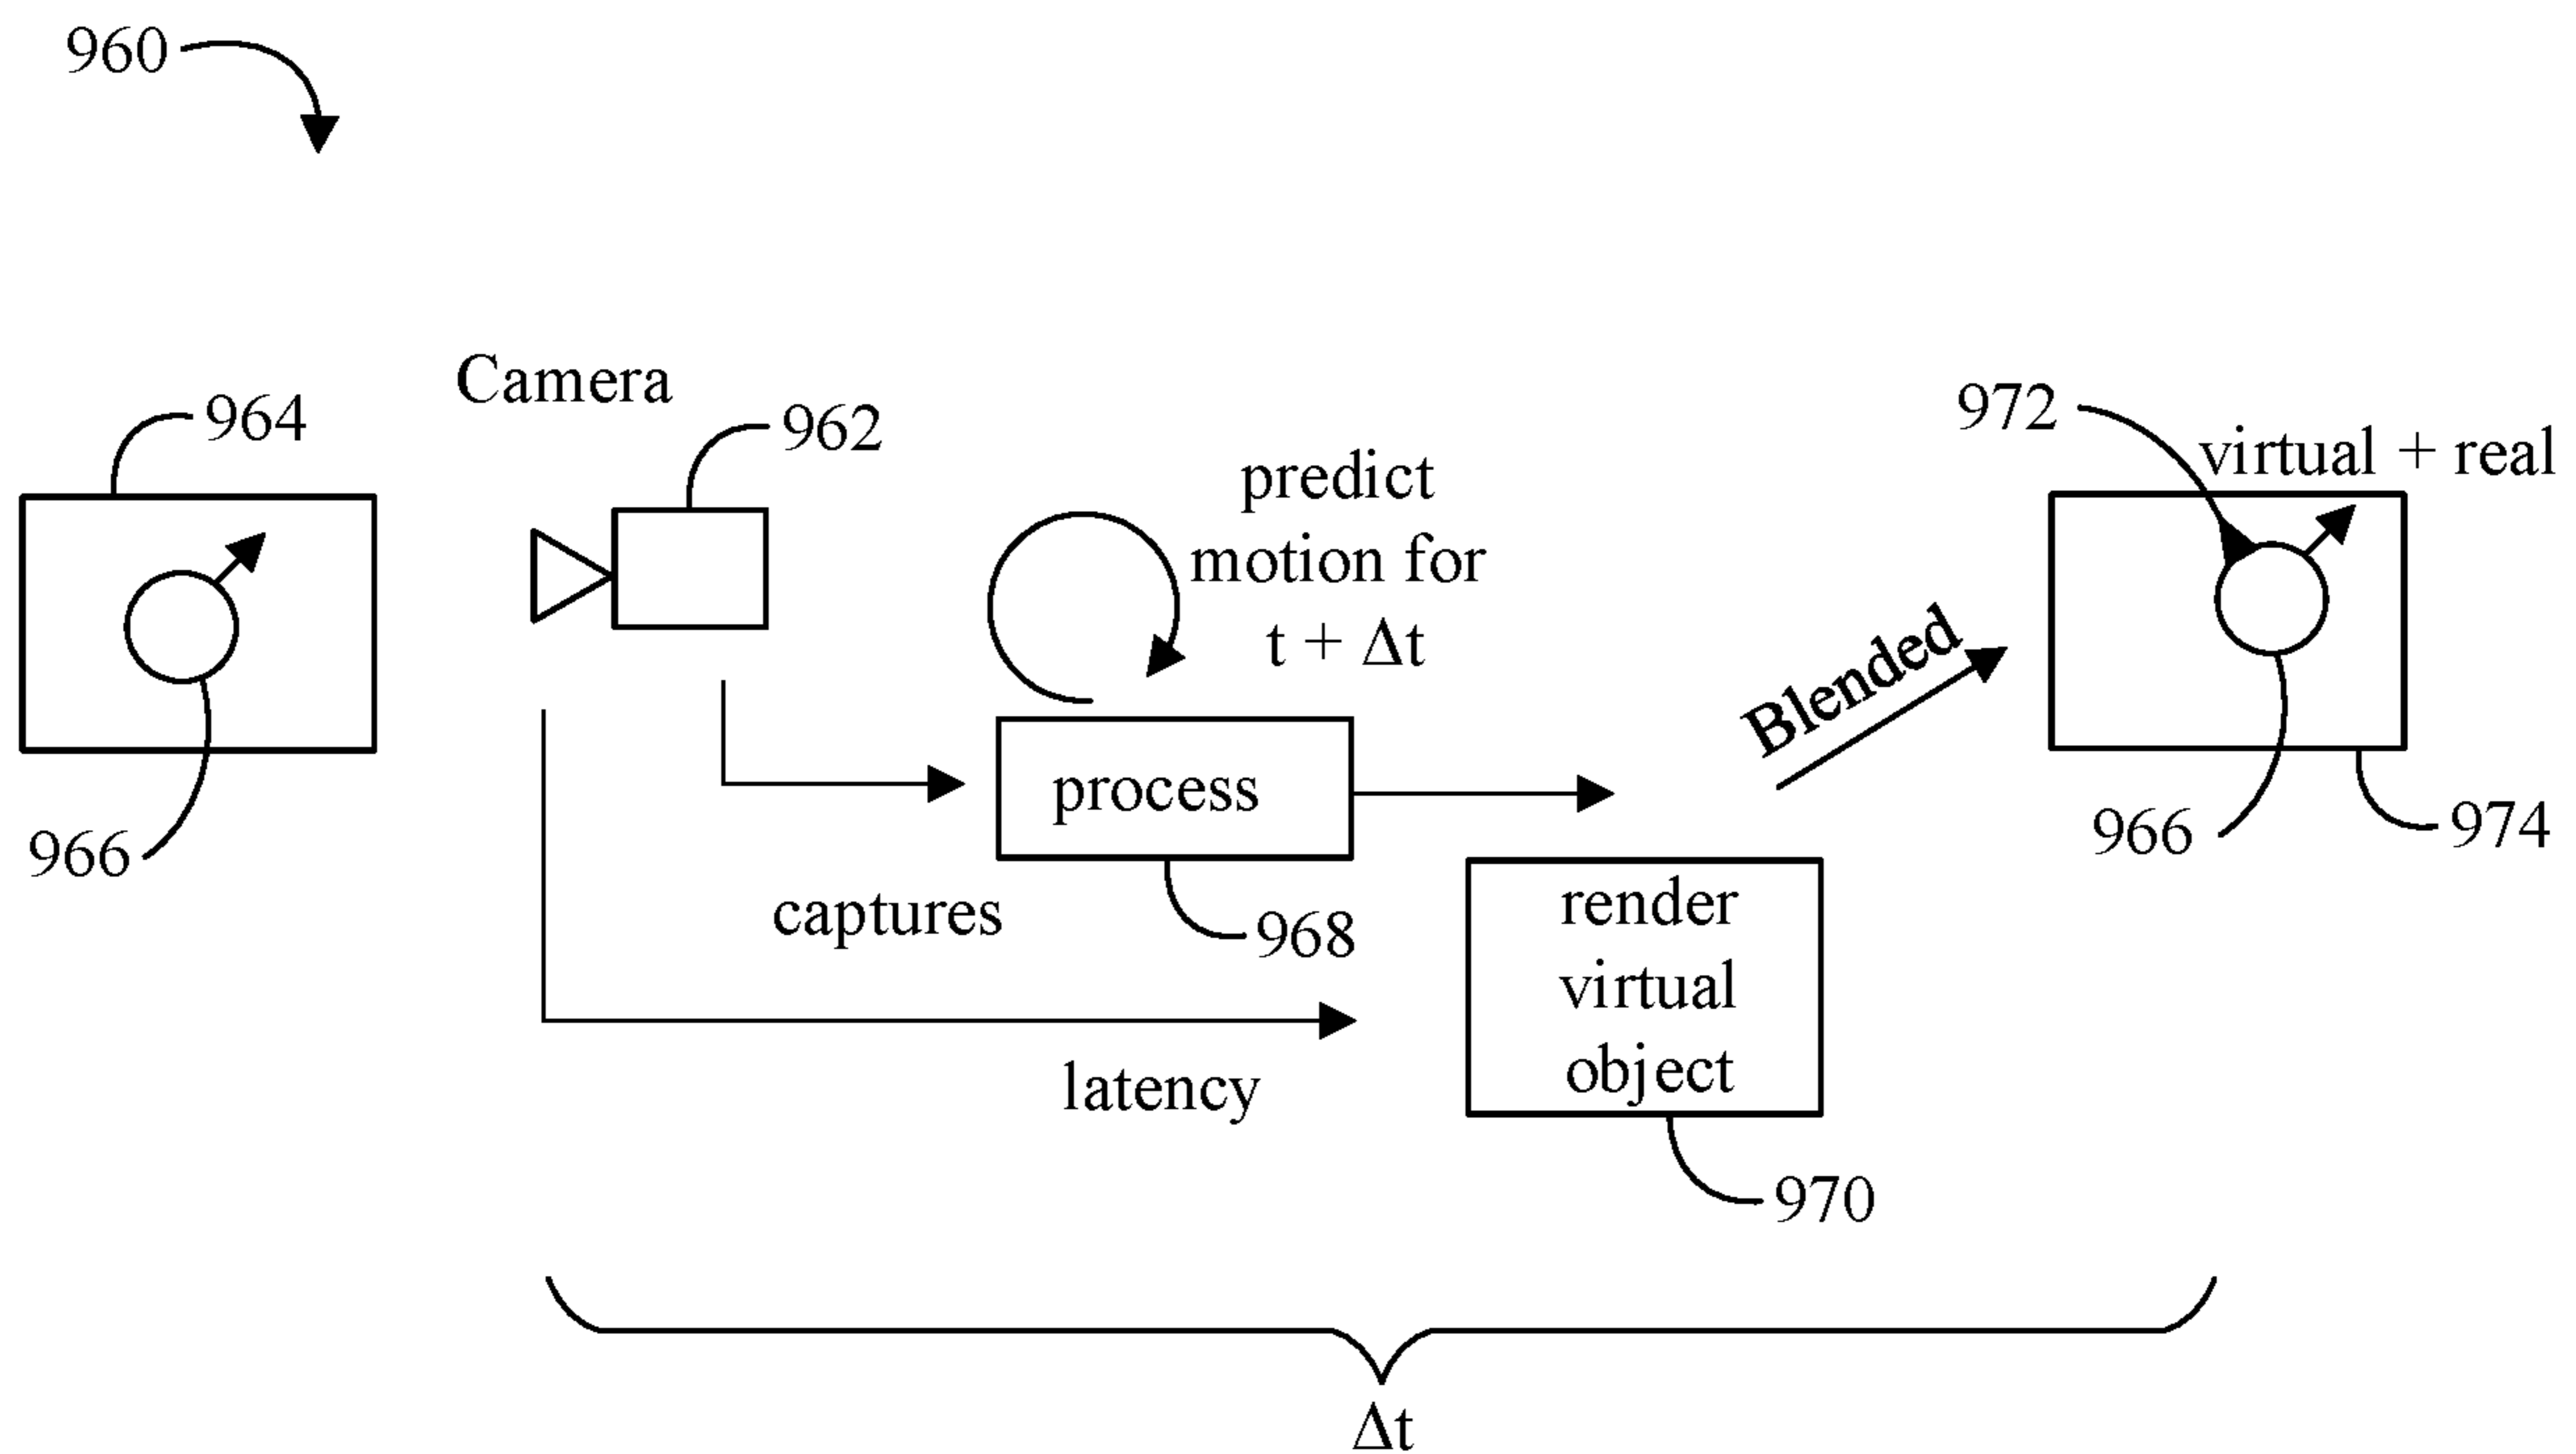 960
Camera
964
962
972
virtual + real
predict
motion for
t + Δt
Blended
966
process
966
974
captures
968
render
virtual
object
latency
970
Δt